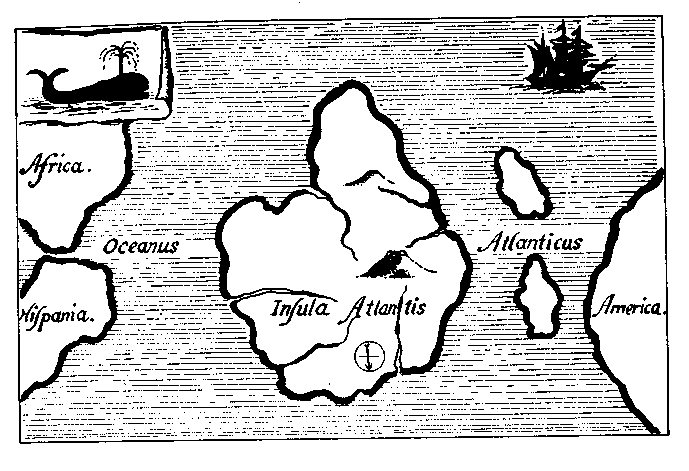 Africa.
Oceanus
Atlanticus
Hispania.
Insula Atlantis
America.